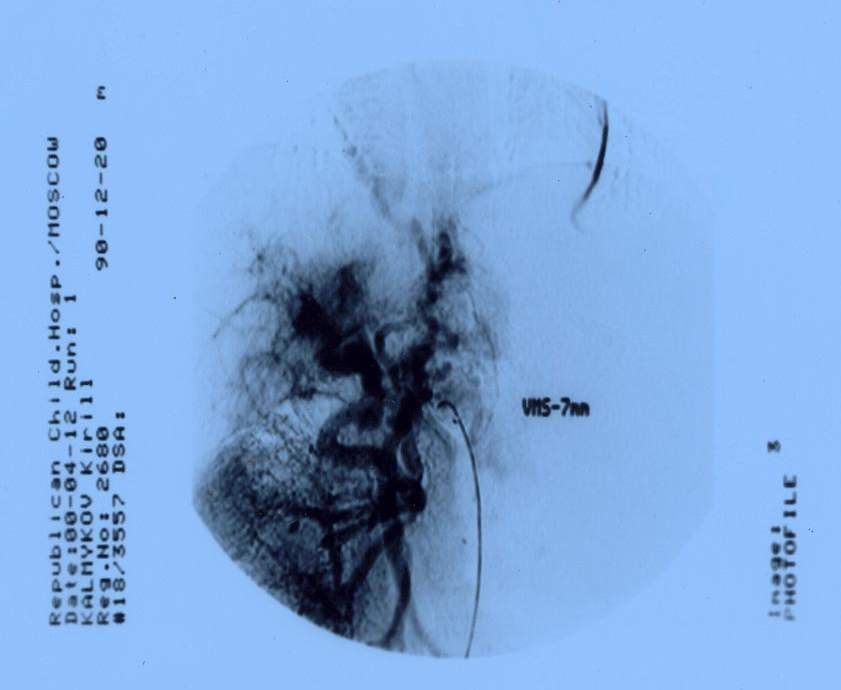 Republican Child.Hosp./MOSCOW
Date:00-04-12 Run: 1
KALMYKOV Kirill 90-12-20 m
Reg.No: 2680
#18/3557 DSA:
VMS-7mm
Image: 3
PHOTOFILE